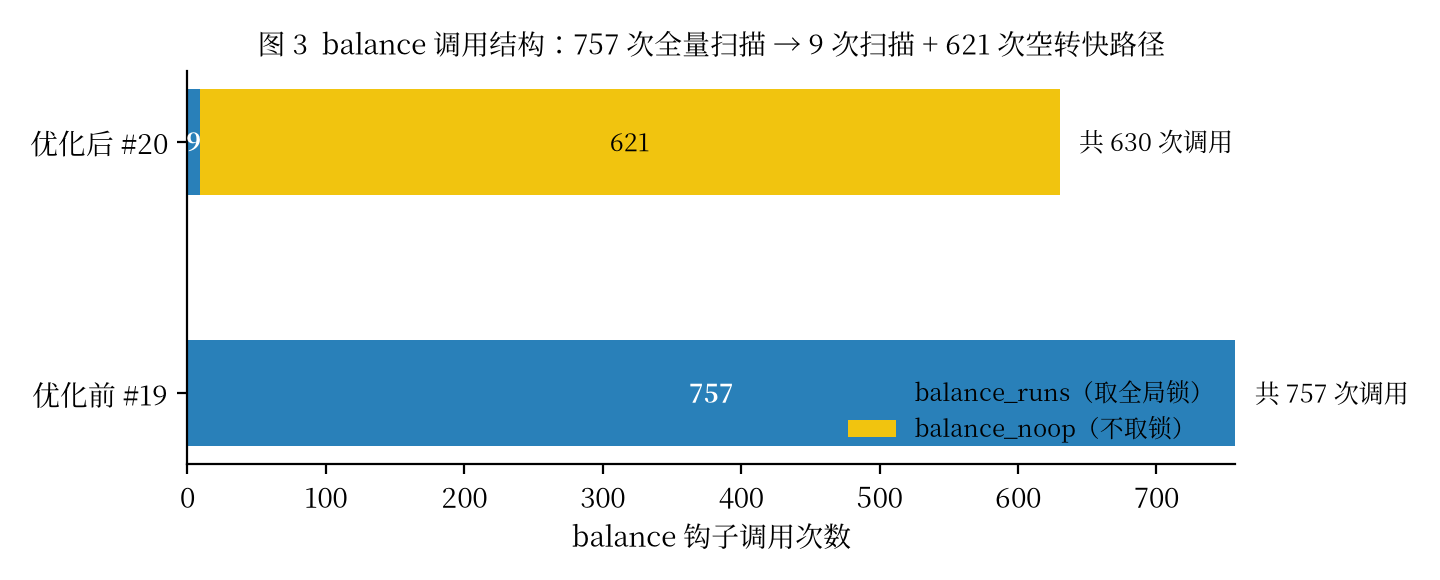 图 3 balance 调用结构：757 次全量扫描 → 9 次扫描 + 621 次空转快路径
优化后 #20
9
621
共 630 次调用
优化前 #19
757
balance_runs（取全局锁）
共 757 次调用
balance_noop（不取锁）
0 100 200 300 400 500 600 700
balance 钩子调用次数